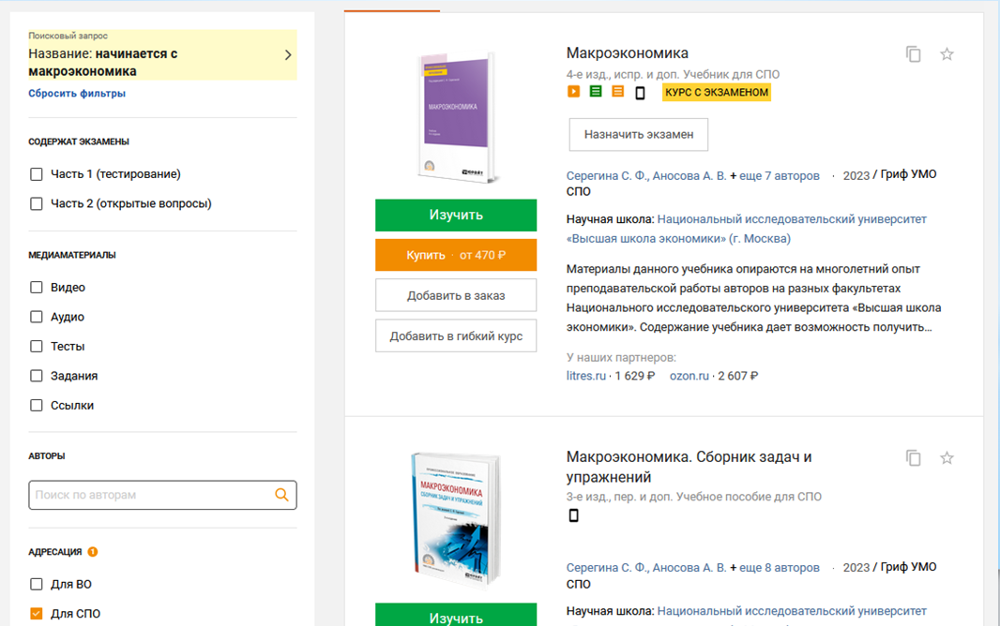 Поисковый запрос
Название: начинается с
макроэкономика
Сбросить фильтры
СОДЕРЖАТ ЭКЗАМЕНЫ
Часть 1 (тестирование)
Часть 2 (открытые вопросы)
МЕДИАМАТЕРИАЛЫ
Видео
Аудио
Тесты
Задания
Ссылки
АВТОРЫ
Поиск по авторам
АДРЕСАЦИЯ 1
Для ВО
Для СПО
МАКРОЭКОНОМИКА
юрайт
Изучить
Купить · от 470 ₽
Добавить в заказ
Добавить в гибкий курс
Макроэкономика
4-е изд., испр. и доп. Учебник для СПО
КУРС С ЭКЗАМЕНОМ
Назначить экзамен
Серегина С. Ф., Аносова А. В. + еще 7 авторов · 2023 / Гриф УМО
СПО
Научная школа: Национальный исследовательский университет
«Высшая школа экономики» (г. Москва)
Материалы данного учебника опираются на многолетний опыт
преподавательской работы авторов на разных факультетах
Национального исследовательского университета «Высшая школа
экономики». Содержание учебника дает возможность получить…
У наших партнеров:
litres.ru · 1 629 ₽ ozon.ru · 2 607 ₽
МАКРОЭКОНОМИКА
СБОРНИК ЗАДАЧ И УПРАЖНЕНИЙ
юрайт
Изучить
Макроэкономика. Сборник задач и
упражнений
3-е изд., пер. и доп. Учебное пособие для СПО
Серегина С. Ф., Аносова А. В. + еще 8 авторов · 2023 / Гриф УМО
СПО
Научная школа: Национальный исследовательский университет